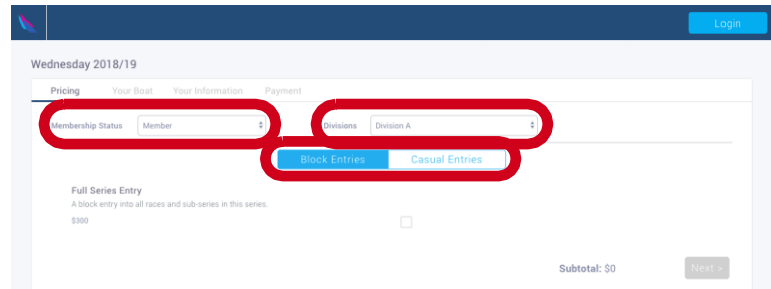 Login
Wednesday 2018/19
Pricing Your Boat Your Information Payment
Membership Status Member Divisions Division A
Block Entries Casual Entries
Full Series Entry
A block entry into all races and sub-series in this series.
$300
Subtotal: $0 Next >